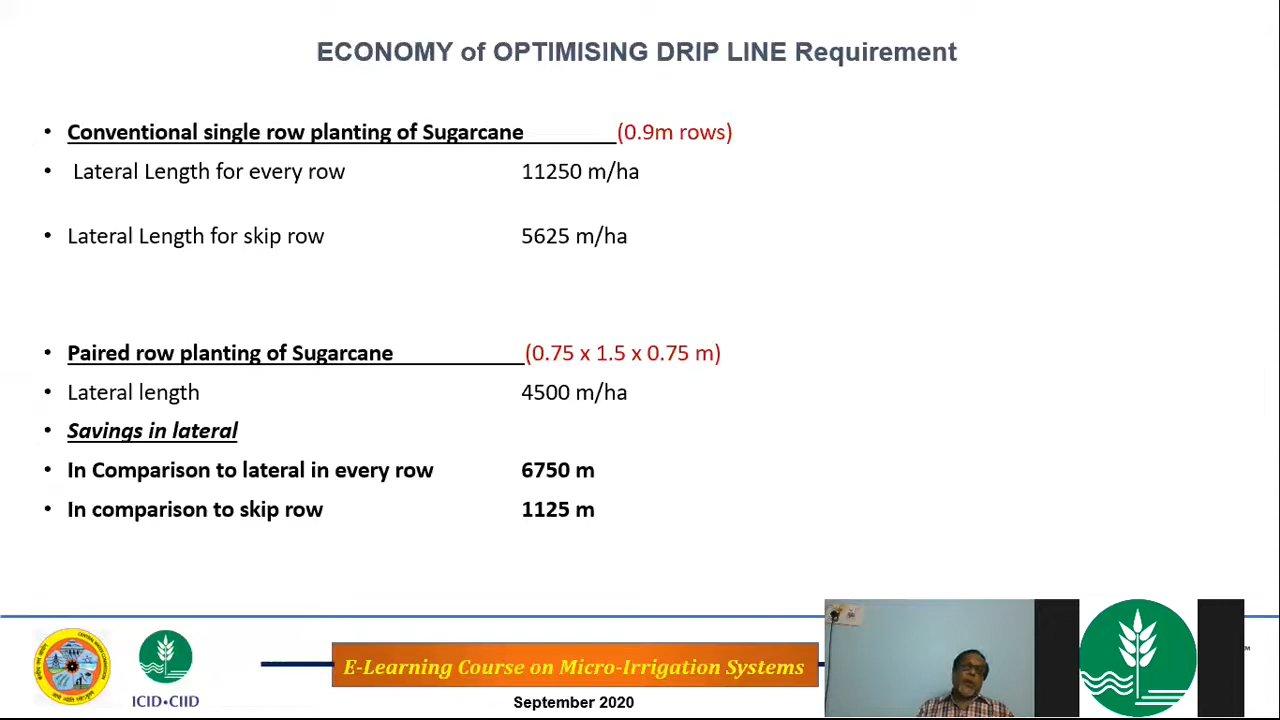 ECONOMY of OPTIMISING DRIP LINE Requirement
• Conventional single row planting of Sugarcane (0.9m rows)
• Lateral Length for every row 11250 m/ha
• Lateral Length for skip row 5625 m/ha
• Paired row planting of Sugarcane (0.75 x 1.5 x 0.75 m)
• Lateral length 4500 m/ha
• Savings in lateral
• In Comparison to lateral in every row 6750 m
• In comparison to skip row 1125 m
ICID•CIID
E-Learning Course on Micro-Irrigation Systems
September 2020